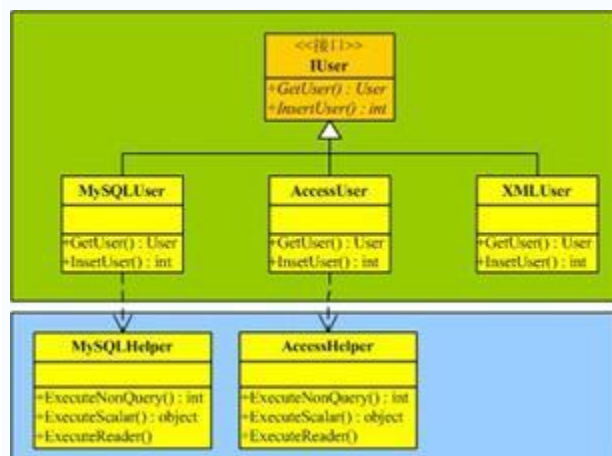 <<接口>>
IUser
+GetUser() : User
+InsertUser() : int
MySQLUser
+GetUser() : User
+InsetUser() : int
AccessUser
+GetUser() : User
+InsetUser() : int
XMLUser
+GetUser() : User
+InsetUser() : int
MySQLHelper
+ExecuteNonQuery() : int
+ExecuteScalar() : object
+ExecuteReader()
AccessHelper
+ExecuteNonQuery() : int
+ExecuteScalar() : object
+ExecuteReader()